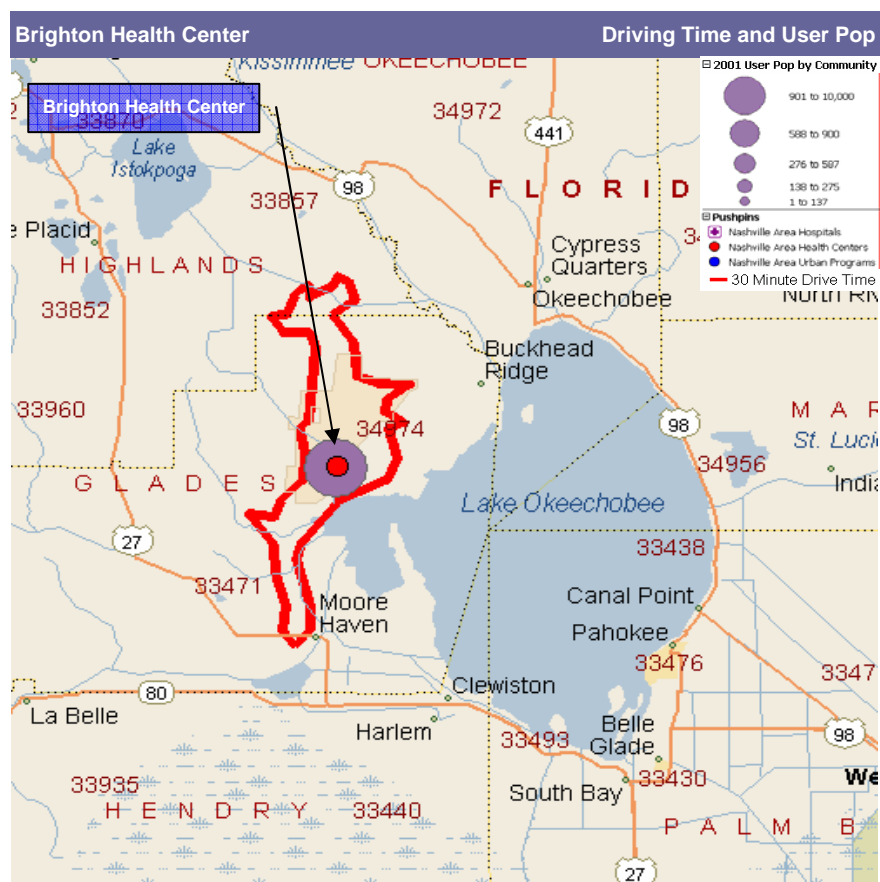 Brighton Health Center
Driving Time and User Pop
Kissimmee OKEECHOBEE
2001 User Pop by Community
901 to 10,000
588 to 900
276 to 587
138 to 275
1 to 137
Pushpins
Nashville Area Hospitals
Nashville Area Health Centers
Nashville Area Urban Programs
30 Minute Drive Time
Brighton Health Center
33870
34972
441
Lake
Istokpoga
98
33857
F L O R I D
e Placid
Cypress
Quarters
HIGHLANDS
Okeechobee
North
33852
Buckhead
Ridge
33960
34974
98
M A R
St. Luci
34956
India
G L A D E S
Lake Okeechobee
27
33438
33471
Moore
Haven
Canal Point
Pahokee
33476
3347
80
Clewiston
La Belle
Harlem
33493
Belle
Glade
98
33935
33430
We
South Bay
H E N D R Y
33440
P A L M B
27